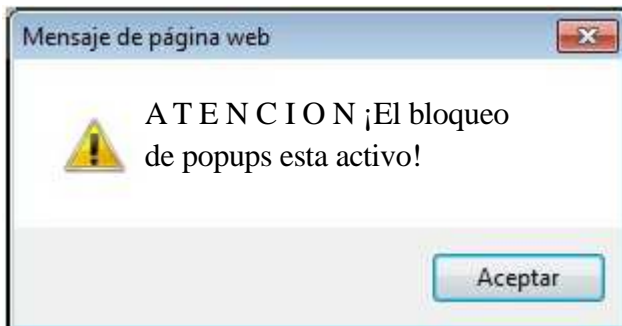 Mensaje de página web
A T E N C I O N ¡El bloqueo
de popups esta activo!
Aceptar